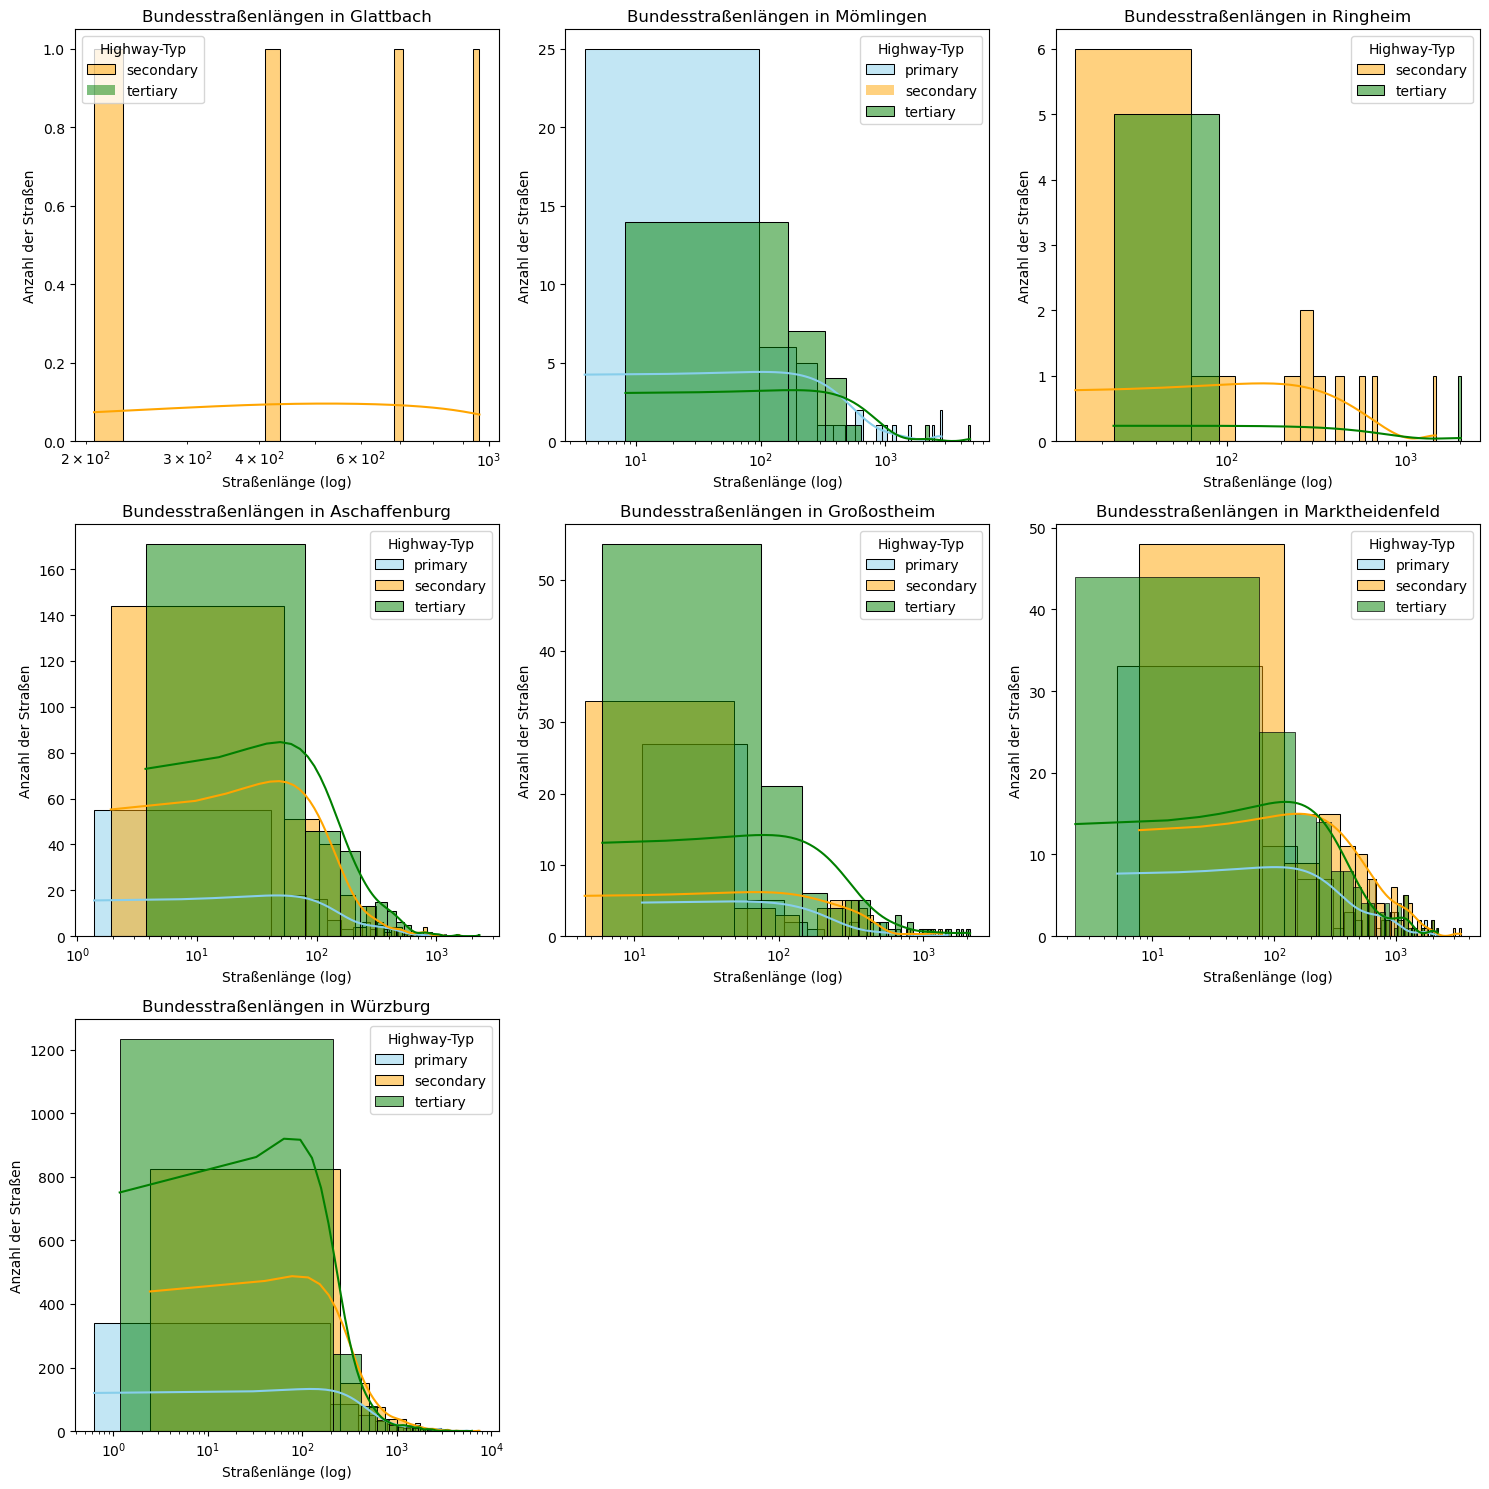 Bundesstraßenlängen in Glattbach
Highway-Typ
secondary
tertiary
Anzahl der Straßen
1.0
0.8
0.6
0.4
0.2
0.0
2 × 10²
3 × 10²
4 × 10²
6 × 10²
10³
Straßenlänge (log)
Bundesstraßenlängen in Mömlingen
Highway-Typ
primary
secondary
tertiary
Anzahl der Straßen
25
20
15
10
5
0
10¹
10²
10³
Straßenlänge (log)
Bundesstraßenlängen in Ringheim
Highway-Typ
secondary
tertiary
Anzahl der Straßen
6
5
4
3
2
1
0
10²
10³
Straßenlänge (log)
Bundesstraßenlängen in Aschaffenburg
Highway-Typ
primary
secondary
tertiary
Anzahl der Straßen
160
140
120
100
80
60
40
20
0
10⁰
10¹
10²
10³
Straßenlänge (log)
Bundesstraßenlängen in Großostheim
Highway-Typ
primary
secondary
tertiary
Anzahl der Straßen
50
40
30
20
10
0
10¹
10²
10³
Straßenlänge (log)
Bundesstraßenlängen in Marktheidenfeld
Highway-Typ
primary
secondary
tertiary
Anzahl der Straßen
50
40
30
20
10
0
10¹
10²
10³
Straßenlänge (log)
Bundesstraßenlängen in Würzburg
Highway-Typ
primary
secondary
tertiary
Anzahl der Straßen
1200
1000
800
600
400
200
0
10⁰
10¹
10²
10³
10⁴
Straßenlänge (log)